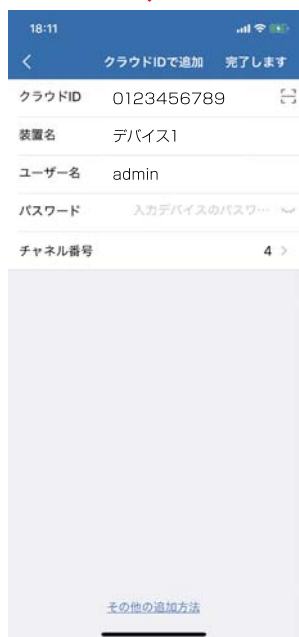 18:11
クラウドIDで追加 完了します
クラウドID 0123456789
装置名 デバイス1
ユーザー名 admin
パスワード 入力デバイスのパスワ…
チャネル番号 4 >
その他の追加方法